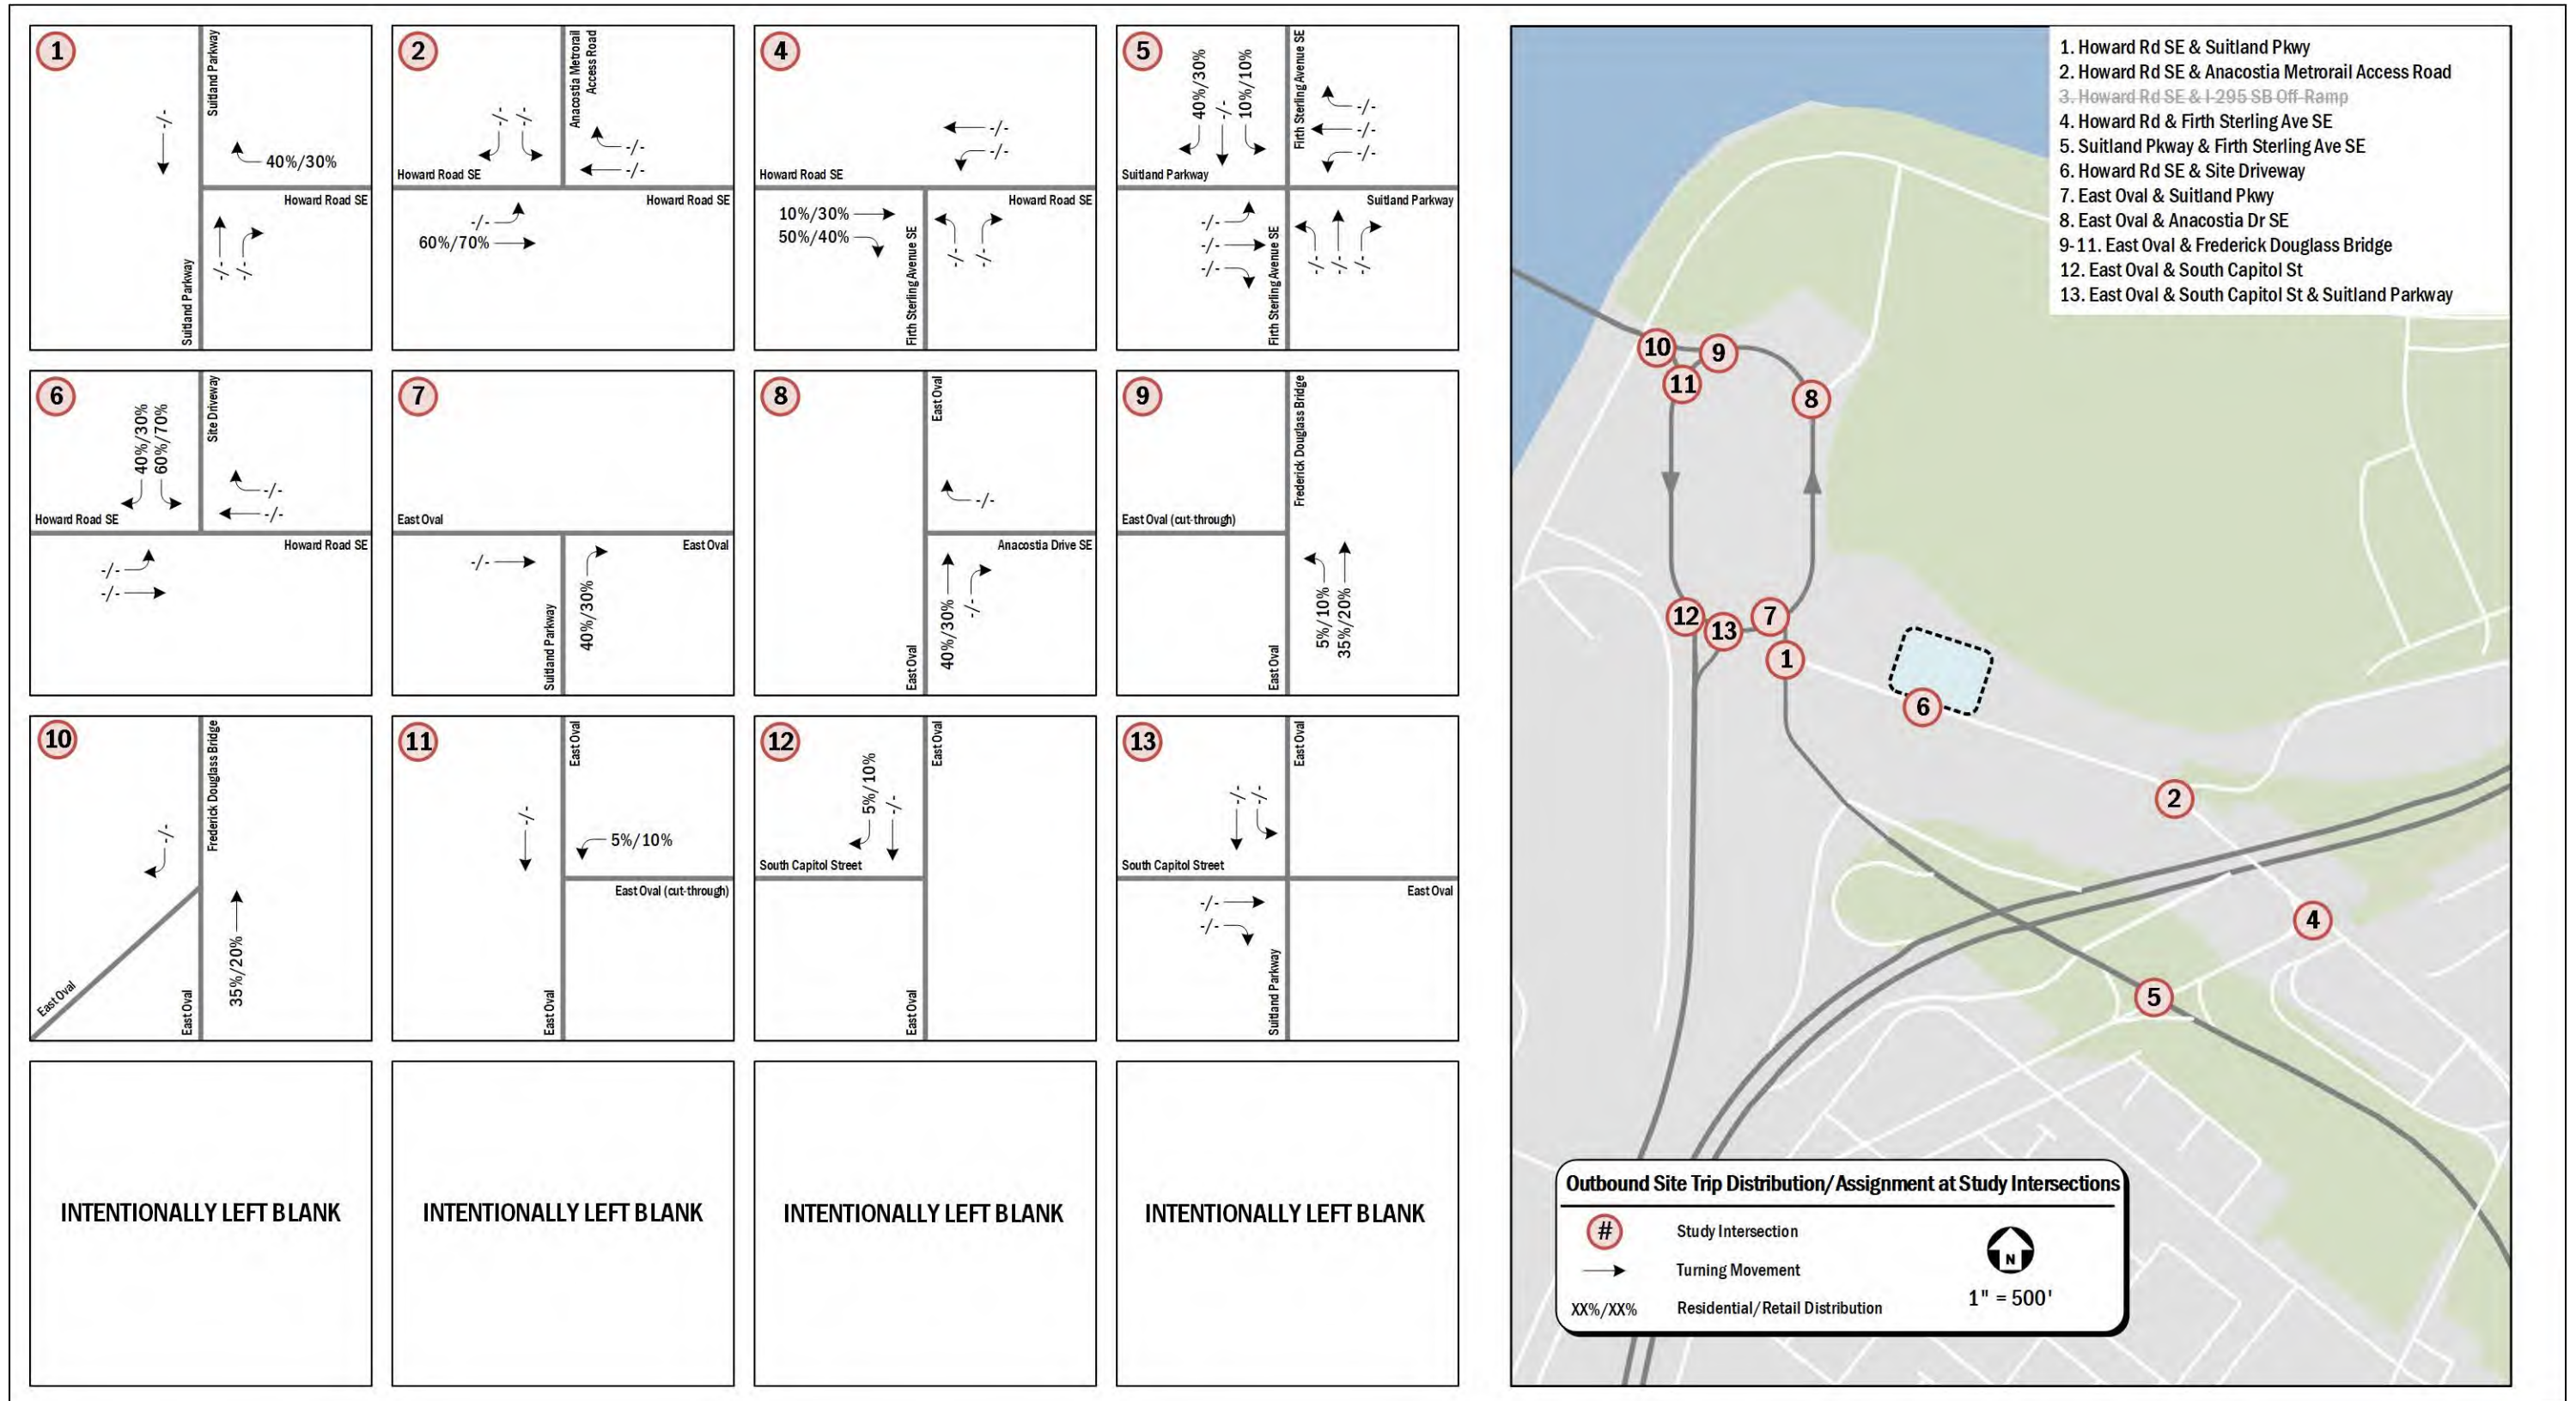 1
Suitland Parkway
-/-
40%/30%
Howard Road SE
-/-
-/-
Suitland Parkway
2
Anacostia Metrorail
Access Road
-/-
-/-
-/-
-/-
Howard Road SE
Howard Road SE
-/-
60%/70%
4
-/-
-/-
Howard Road SE
Howard Road SE
10%/30%
50%/40%
-/-
-/-
Firth Sterling Avenue SE
5
40%/30%
-/-
10%/10%
Firth Sterling Avenue SE
-/-
-/-
-/-
Suitland Parkway
Suitland Parkway
-/-
-/-
-/-
-/-
-/-
-/-
Firth Sterling Avenue SE
6
40%/30%
60%/70%
Site Driveway
-/-
-/-
Howard Road SE
Howard Road SE
-/-
-/-
7
East Oval
East Oval
-/-
40%/30%
Suitland Parkway
8
East Oval
-/-
Anacostia Drive SE
40%/30%
-/-
East Oval
9
Frederick Douglass Bridge
East Oval (cut-through)
5%/10%
35%/20%
East Oval
10
Frederick Douglass Bridge
-/-
35%/20%
East Oval
East Oval
11
East Oval
-/-
5%/10%
East Oval (cut-through)
East Oval
12
5%/10%
-/-
East Oval
South Capitol Street
East Oval
13
East Oval
-/-
-/-
South Capitol Street
East Oval
-/-
-/-
Suitland Parkway
INTENTIONALLY LEFT BLANK
INTENTIONALLY LEFT BLANK
INTENTIONALLY LEFT BLANK
INTENTIONALLY LEFT BLANK
1. Howard Rd SE & Suitland Pkwy
2. Howard Rd SE & Anacostia Metrorail Access Road
3. Howard Rd SE & I-295 SB Off-Ramp
4. Howard Rd & Firth Sterling Ave SE
5. Suitland Pkway & Firth Sterling Ave SE
6. Howard Rd SE & Site Driveway
7. East Oval & Suitland Pkwy
8. East Oval & Anacostia Dr SE
9-11. East Oval & Frederick Douglass Bridge
12. East Oval & South Capitol St
13. East Oval & South Capitol St & Suitland Parkway
10
9
11
8
12
13
7
1
6
2
4
5
Outbound Site Trip Distribution/Assignment at Study Intersections
# Study Intersection
Turning Movement
XX%/XX% Residential/Retail Distribution
N
1" = 500'